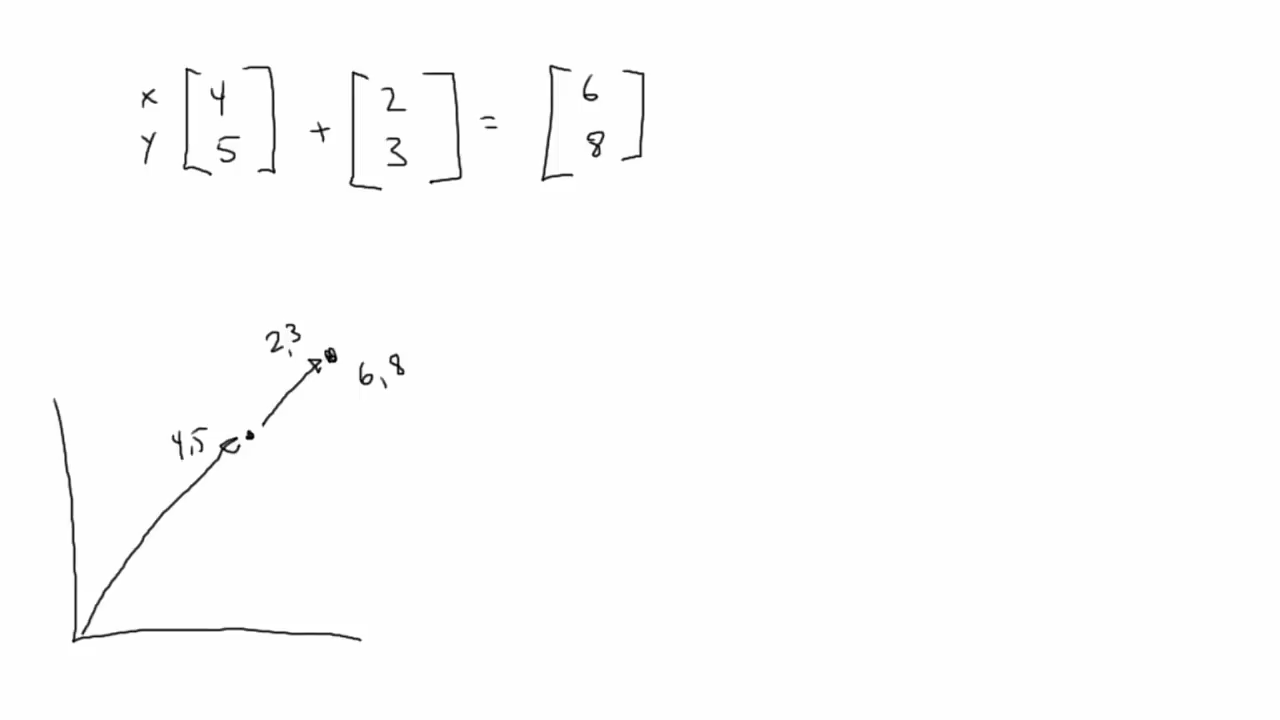 x [4] + [2] = [6]
y [5] [3] [8]
2,3
6,8
4,5